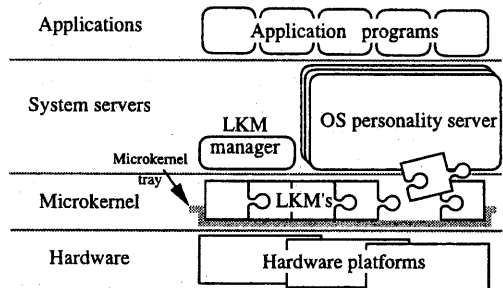 Applications
Application programs
System servers
LKM
manager
OS personality server
Microkernel
tray
Microkernel
LKM's
Hardware
Hardware platforms